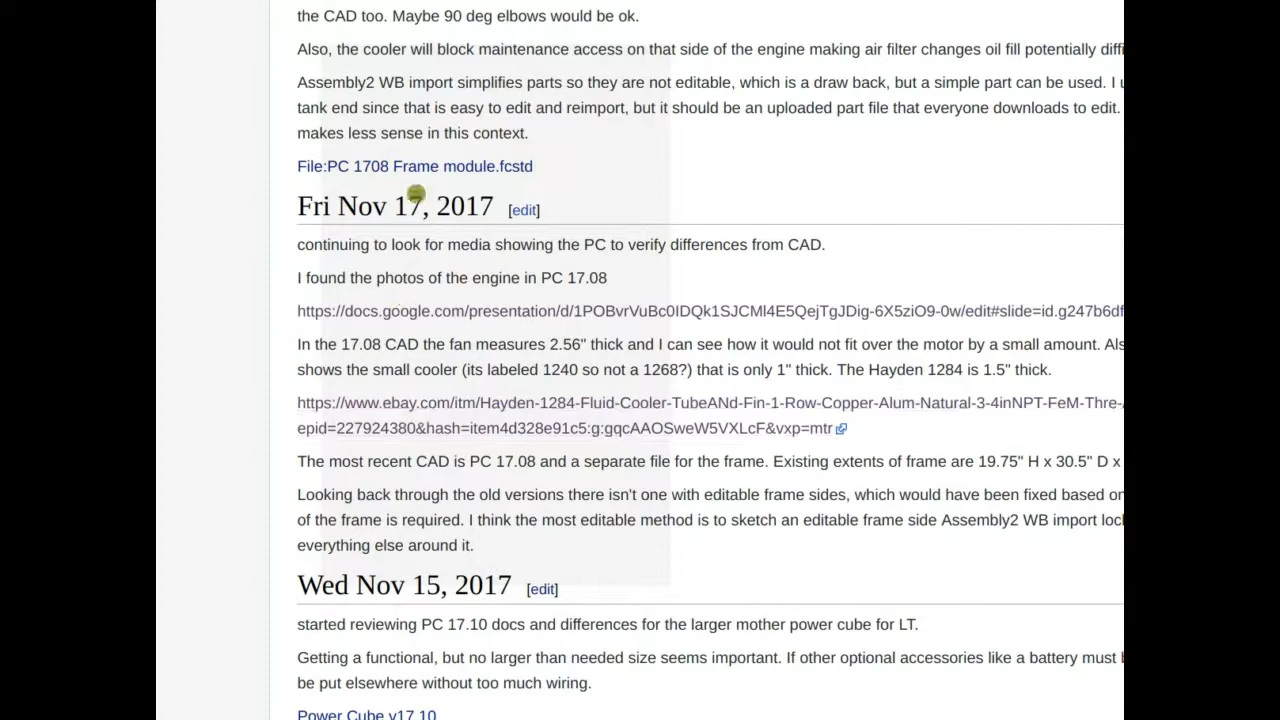 the CAD too. Maybe 90 deg elbows would be ok.
Also, the cooler will block maintenance access on that side of the engine making air filter changes oil fill potentially
Assembly2 WB import simplifies parts so they are not editable, which is a draw back, but a simple part can be used. I
tank end since that is easy to edit and reimport, but it should be an uploaded part file that everyone downloads to edit.
makes less sense in this context.
File:PC 1708 Frame module.fcstd
Fri Nov 17, 2017 [edit]
continuing to look for media showing the PC to verify differences from CAD.
I found the photos of the engine in PC 17.08
https://docs.google.com/presentation/d/1POBvrVuBc0IDQk1SJCMl4E5QejTgJDig-6X5ziO9-0w/edit#slide=id.g247b6df
In the 17.08 CAD the fan measures 2.56" thick and I can see how it would not fit over the motor by a small amount.
shows the small cooler (its labeled 1240 so not a 1268?) that is only 1" thick. The Hayden 1284 is 1.5" thick.
https://www.ebay.com/itm/Hayden-1284-Fluid-Cooler-TubeANd-Fin-1-Row-Copper-Alum-Natural-3-4inNPT-FeM-Thre-
epid=227924380&hash=item4d328e91c5:g:gqcAAOSweW5VXLcF&vxp=mtr
The most recent CAD is PC 17.08 and a separate file for the frame. Existing extents of frame are 19.75" H x 30.5" D x
Looking back through the old versions there isn't one with editable frame sides, which would have been fixed based
of the frame is required. I think the most editable method is to sketch an editable frame side Assembly2 WB import
everything else around it.
Wed Nov 15, 2017 [edit]
started reviewing PC 17.10 docs and differences for the larger mother power cube for LT.
Getting a functional, but no larger than needed size seems important. If other optional accessories like a battery must
be put elsewhere without too much wiring.
Power Cube v17.10